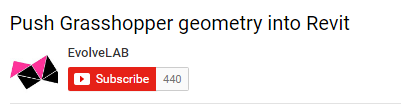 Push Grasshopper geometry into Revit
EvolveLAB
Subscribe 440